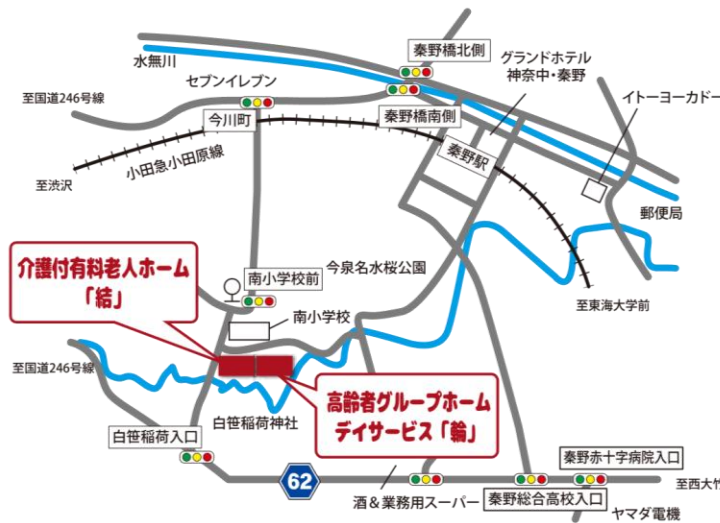 秦野橋北側
水無川
グランドホテル
神奈中・秦野
セブンイレブン
イトーヨーカドー
至国道246号線
今川町
秦野橋南側
小田急小田原線
秦野駅
至渋沢
郵便局
介護付有料老人ホーム
「結」
南小学校前
今泉名水桜公園
至東海大学前
南小学校
至国道246号線
高齢者グループホーム
デイサービス「輪」
白笹稲荷神社
白笹稲荷入口
秦野赤十字病院入口
62
至西大竹
酒&業務用スーパー
秦野総合高校入口
ヤマダ電機